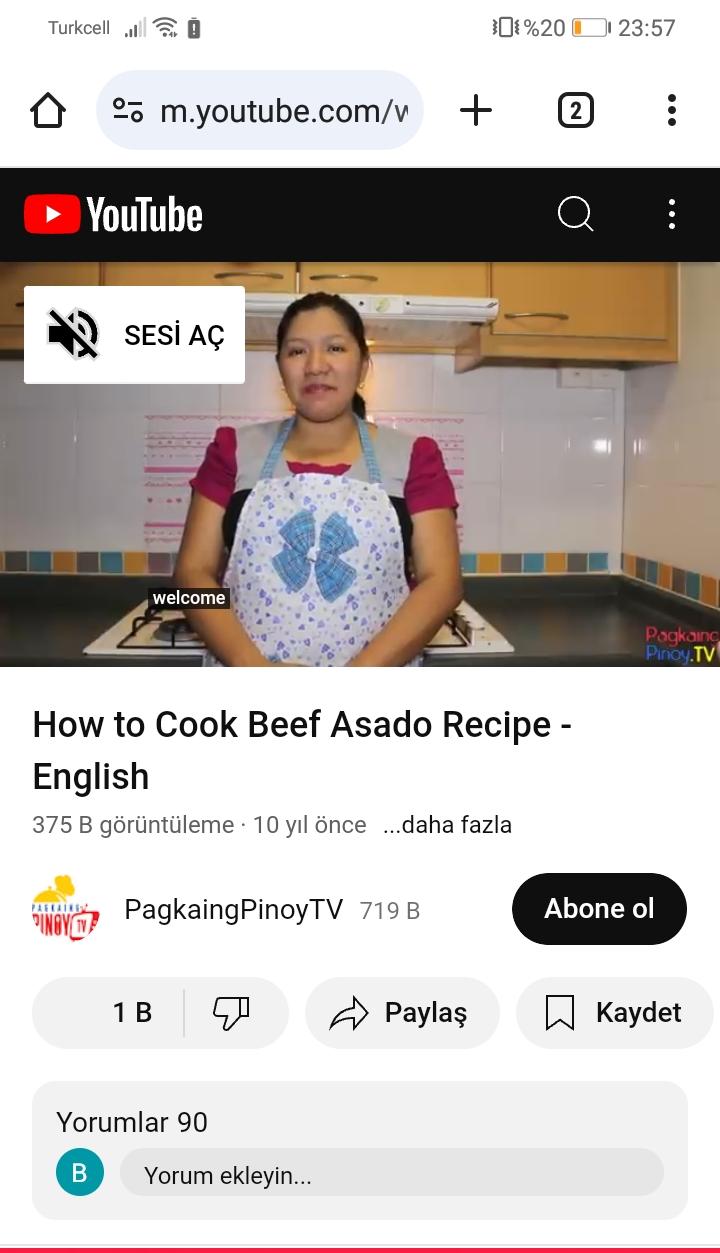 Turkcell %20 23:57
m.youtube.com/w 2
YouTube
SESİ AÇ
welcome
Pagkaing
Pinoy.TV
How to Cook Beef Asado Recipe -
English
375 B görüntüleme · 10 yıl önce ...daha fazla
PAGKAING
PINOY TV
PagkaingPinoyTV 719 B Abone ol
1 B Paylaş Kaydet
Yorumlar 90
B Yorum ekleyin...